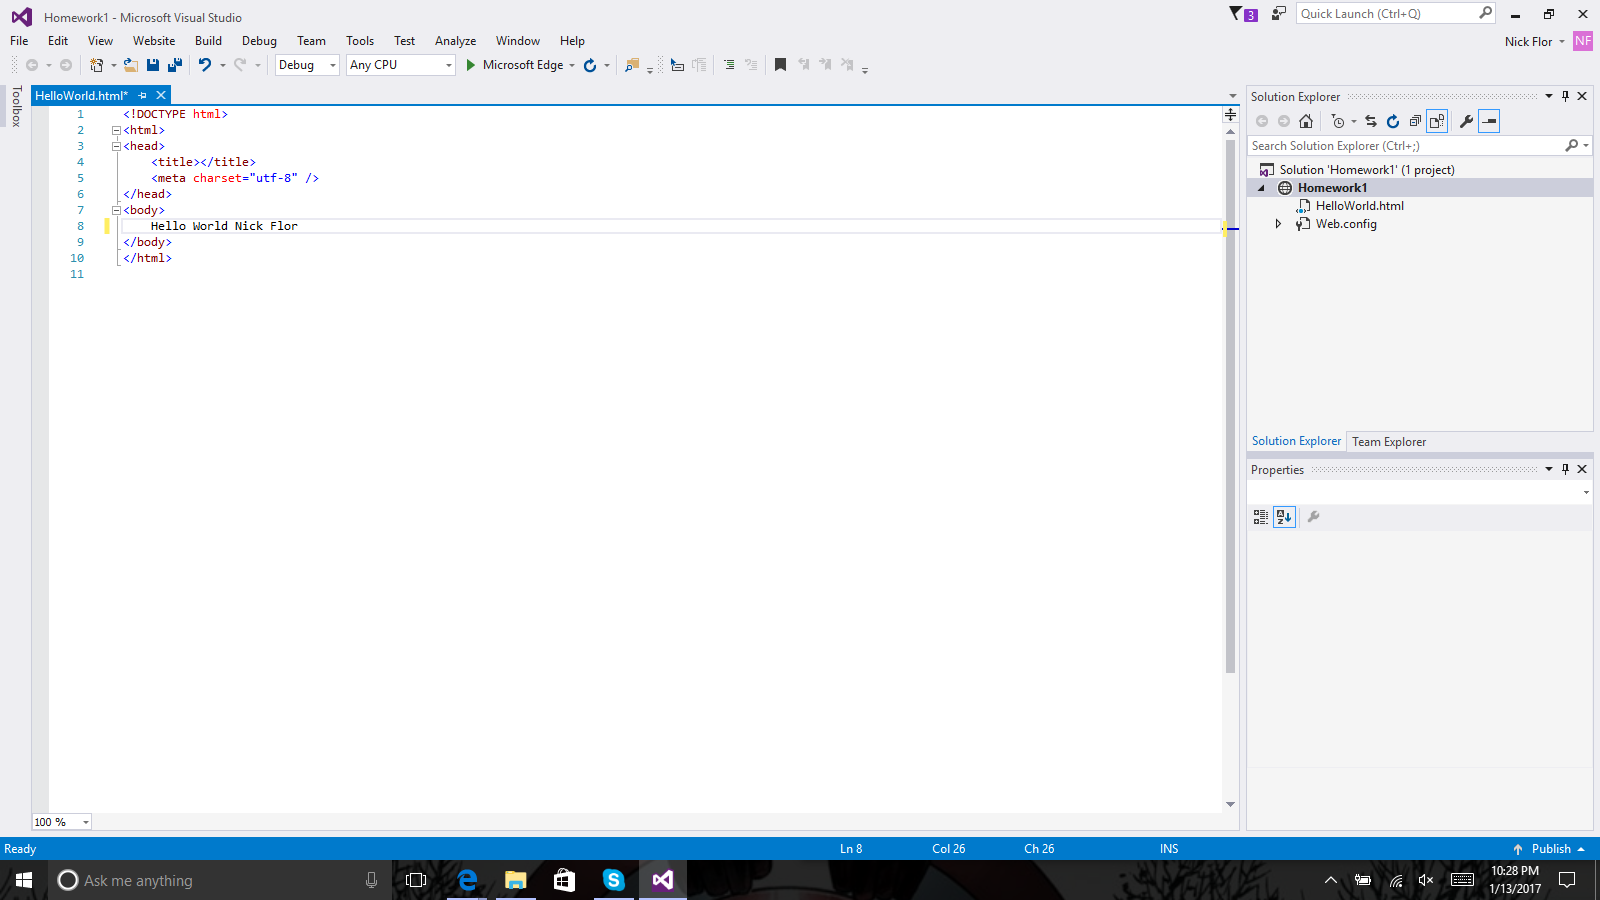 Homework1 - Microsoft Visual Studio
3
Quick Launch (Ctrl+Q)
File Edit View Website Build Debug Team Tools Test Analyze Window Help
Nick Flor NF
Debug Any CPU Microsoft Edge
Toolbox
HelloWorld.html*
1 <!DOCTYPE html>
2 <html>
3 <head>
4 <title></title>
5 <meta charset="utf-8" />
6 </head>
7 <body>
8 Hello World Nick Flor
9 </body>
10 </html>
11
100 %
Solution Explorer
Search Solution Explorer (Ctrl+;)
Solution 'Homework1' (1 project)
Homework1
HelloWorld.html
Web.config
Solution Explorer Team Explorer
Properties
Ready Ln 8 Col 26 Ch 26 INS Publish
Ask me anything
10:28 PM
1/13/2017